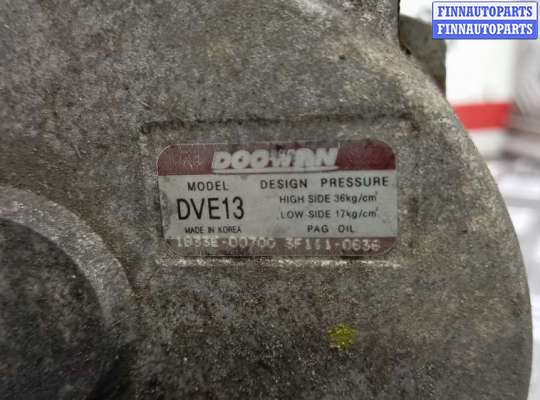 FINNAUTOPARTS
FINNAUTOPARTS
DOOWAN
MODEL DESIGN PRESSURE
DVE13 HIGH SIDE 36kg/cm²
LOW SIDE 17kg/cm²
MADE IN KOREA PAG OIL
1B33E-00700 3F111-0636